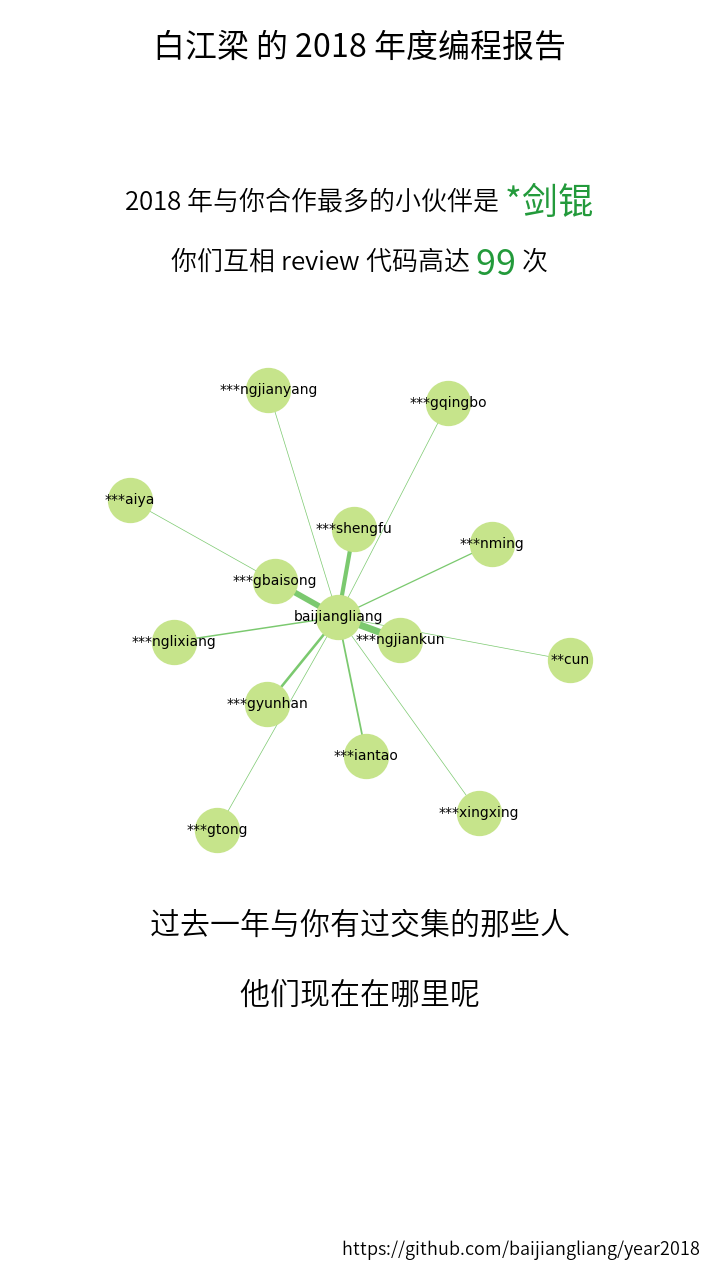 白江梁 的 2018 年度编程报告
2018 年与你合作最多的小伙伴是 *剑锟
你们互相 review 代码高达 99 次
***ngjianyang
***gqingbo
***aiya
***shengfu
***nming
***gbaisong
baijiangliang
***ngjiankun
***nglixiang
**cun
***gyunhan
***iantao
***xingxing
***gtong
过去一年与你有过交集的那些人
他们现在在哪里呢
https://github.com/baijiangliang/year2018